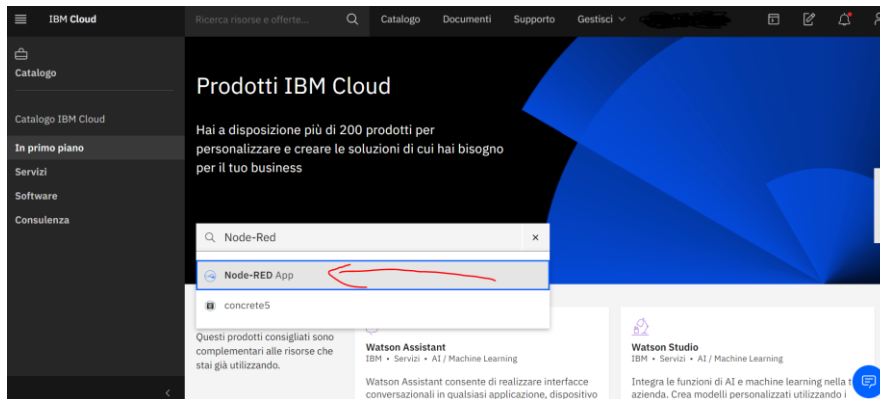 IBM Cloud
Ricerca risorse e offerte...
Catalogo
Documenti
Supporto
Gestisci
Catalogo
Catalogo IBM Cloud
In primo piano
Servizi
Software
Consulenza
Prodotti IBM Cloud
Hai a disposizione più di 200 prodotti per
personalizzare e creare le soluzioni di cui hai bisogno
per il tuo business
Node-Red
Node-RED App
concrete5
Questi prodotti consigliati sono
complementari alle risorse che
stai già utilizzando.
Watson Assistant
IBM • Servizi • AI / Machine Learning
Watson Assistant consente di realizzare interfacce
conversazionali in qualsiasi applicazione, dispositivo
Watson Studio
IBM • Servizi • AI / Machine Learning
Integra le funzioni di AI e machine learning nella
azienda. Crea modelli personalizzati utilizzando i